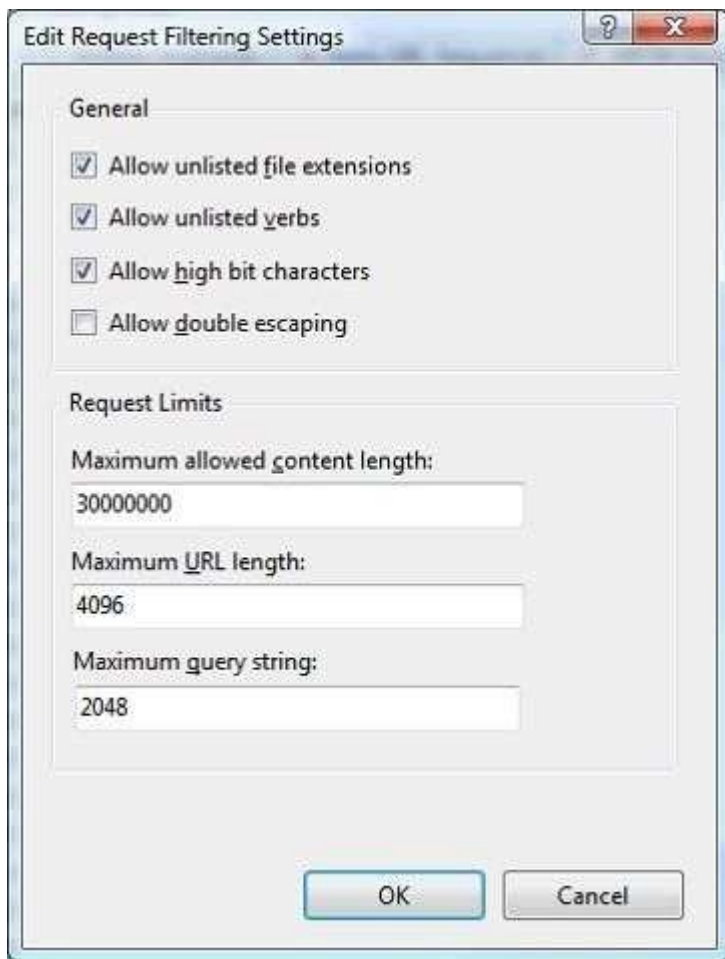 Edit Request Filtering Settings
?
General
Allow unlisted file extensions
Allow unlisted verbs
Allow high bit characters
Allow double escaping
Request Limits
Maximum allowed content length:
30000000
Maximum URL length:
4096
Maximum query string:
2048
OK Cancel